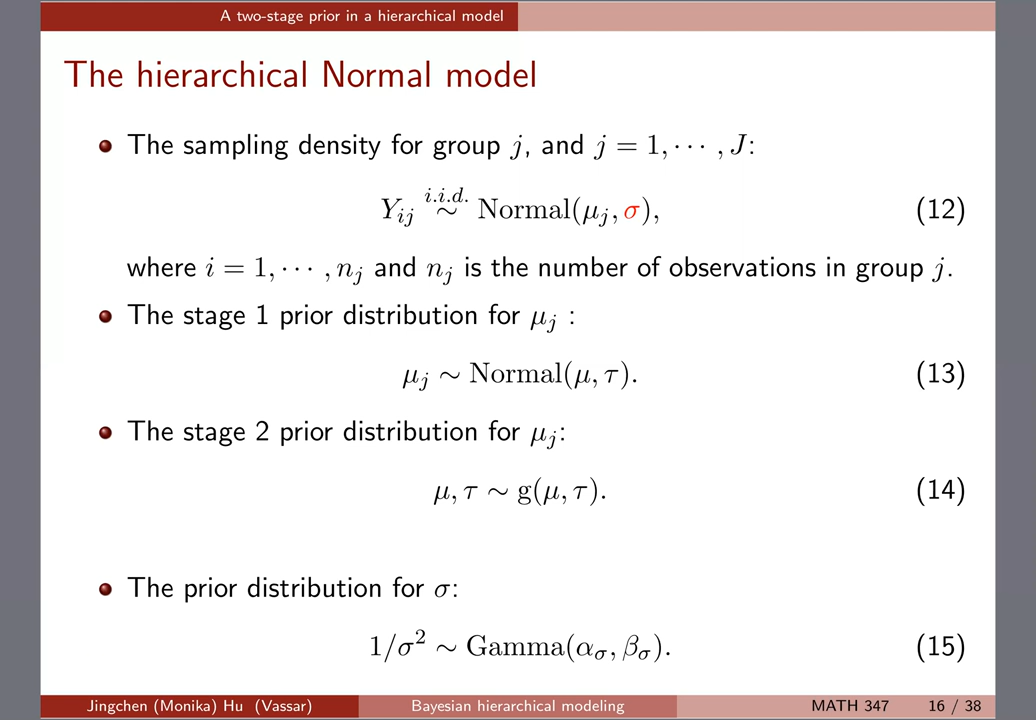 A two-stage prior in a hierarchical model
The hierarchical Normal model
The sampling density for group j, and j = 1, ⋯ , J:
Y_ij i.i.d. ∼ Normal(μ_j, σ), (12)
where i = 1, ⋯ , n_j and n_j is the number of observations in group j.
The stage 1 prior distribution for μ_j :
μ_j ∼ Normal(μ, τ). (13)
The stage 2 prior distribution for μ_j:
μ, τ ∼ g(μ, τ). (14)
The prior distribution for σ:
1/σ² ∼ Gamma(α_σ, β_σ). (15)
Jingchen (Monika) Hu (Vassar) Bayesian hierarchical modeling MATH 347 16 / 38